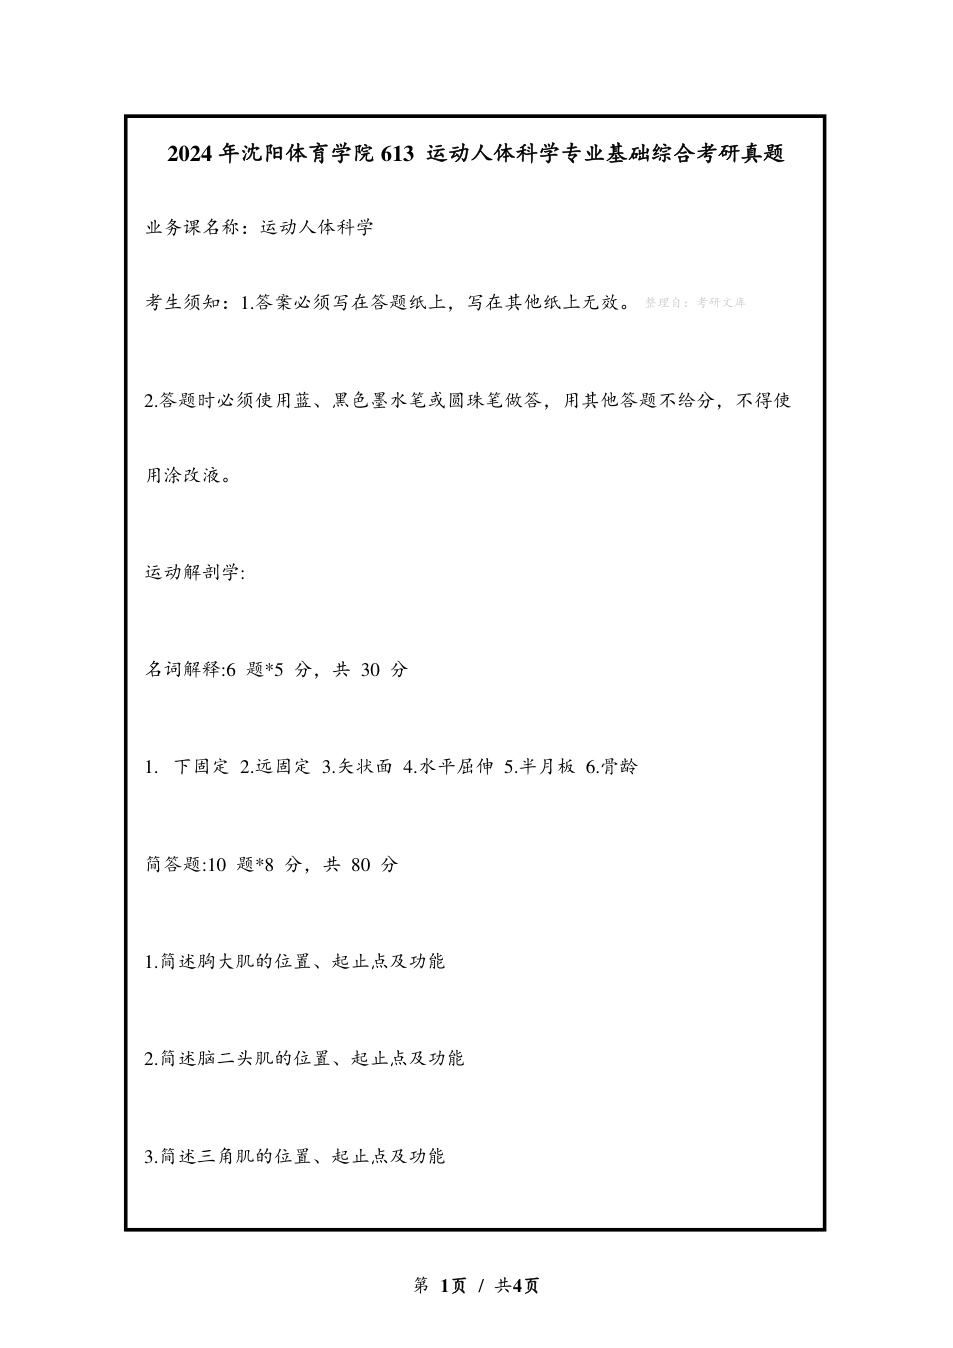 2024 年沈阳体育学院 613 运动人体科学专业基础综合考研真题
业务课名称：运动人体科学
考生须知：1.答案必须写在答题纸上，写在其他纸上无效。 整理自：考研文库
2.答题时必须使用蓝、黑色墨水笔或圆珠笔做答，用其他答题不给分，不得使
用涂改液。
运动解剖学:
名词解释:6 题*5 分，共 30 分
1. 下固定 2.远固定 3.矢状面 4.水平屈伸 5.半月板 6.骨龄
简答题:10 题*8 分，共 80 分
1.简述胸大肌的位置、起止点及功能
2.简述脑二头肌的位置、起止点及功能
3.简述三角肌的位置、起止点及功能
第 1页 / 共4页